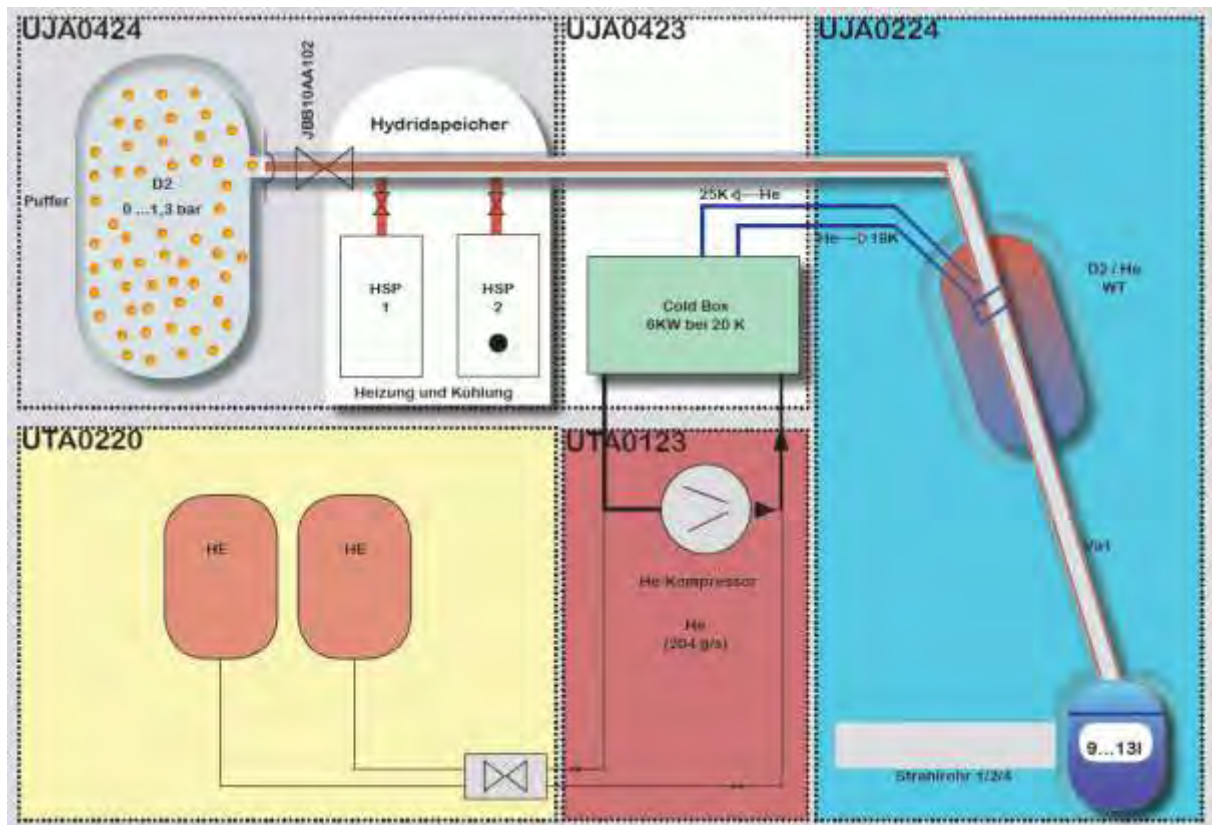 UJA0424
UJA0423
UJA0224
JBB10AA102
Hydridspeicher
Puffer
D2
0 ...1,3 bar
HSP
1
HSP
2
Heizung und Kühlung
25K
He
He
19K
Cold Box
6KW bei 20 K
D2 / He
WT
UTA0220
UTA0123
HE
HE
He-Kompressor
He
(204 g/s)
9...13l
Strahlrohr 1/2/4